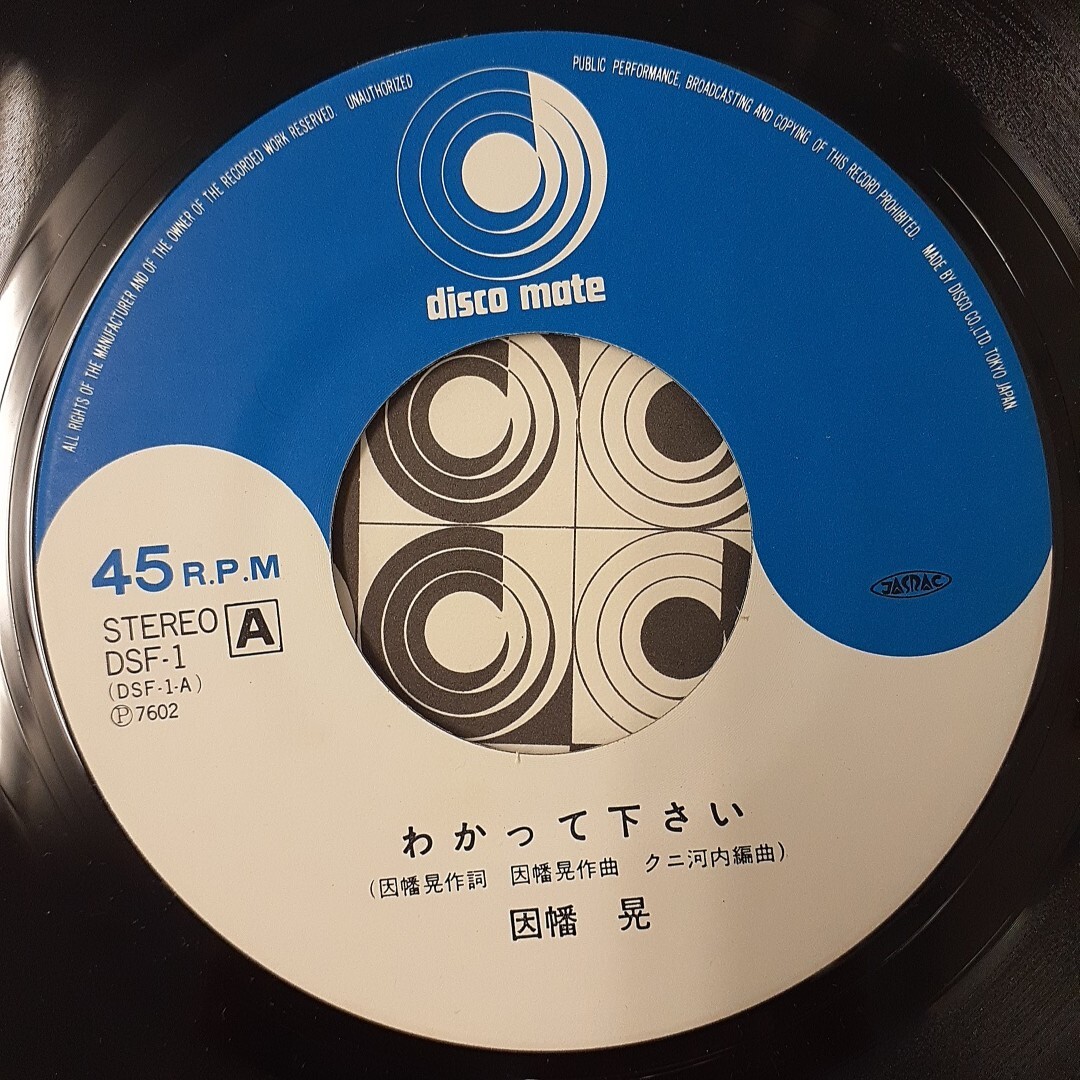 ALL RIGHTS OF THE MANUFACTURER AND OF THE OWNER OF THE RECORDED WORK RESERVED. UNAUTHORIZED
PUBLIC PERFORMANCE, BROADCASTING AND COPYING OF THIS RECORD PROHIBITED. MADE BY DISCO CO., LTD. TOKYO JAPAN.
disco mate
45 R.P.M
STEREO A
DSF-1
(DSF-1-A)
Ⓟ7602
JASRAC
わかって下さい
(因幡晃作詞 因幡晃作曲 クニ河内編曲)
因幡 晃